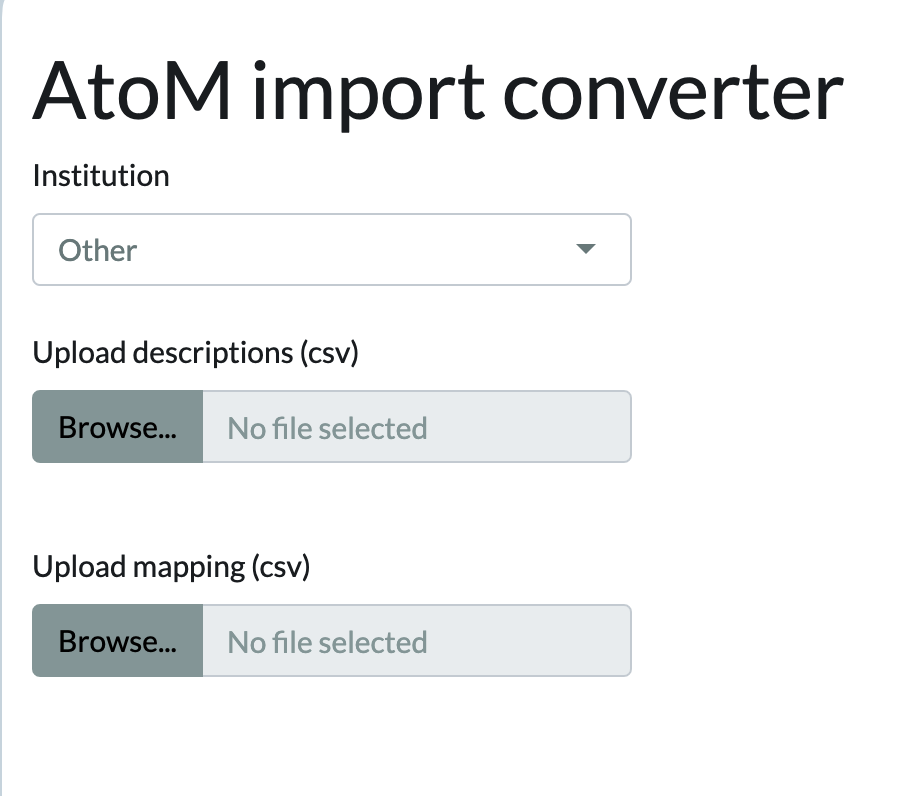 AtoM import converter
Institution
Other
Upload descriptions (csv)
Browse... No file selected
Upload mapping (csv)
Browse... No file selected